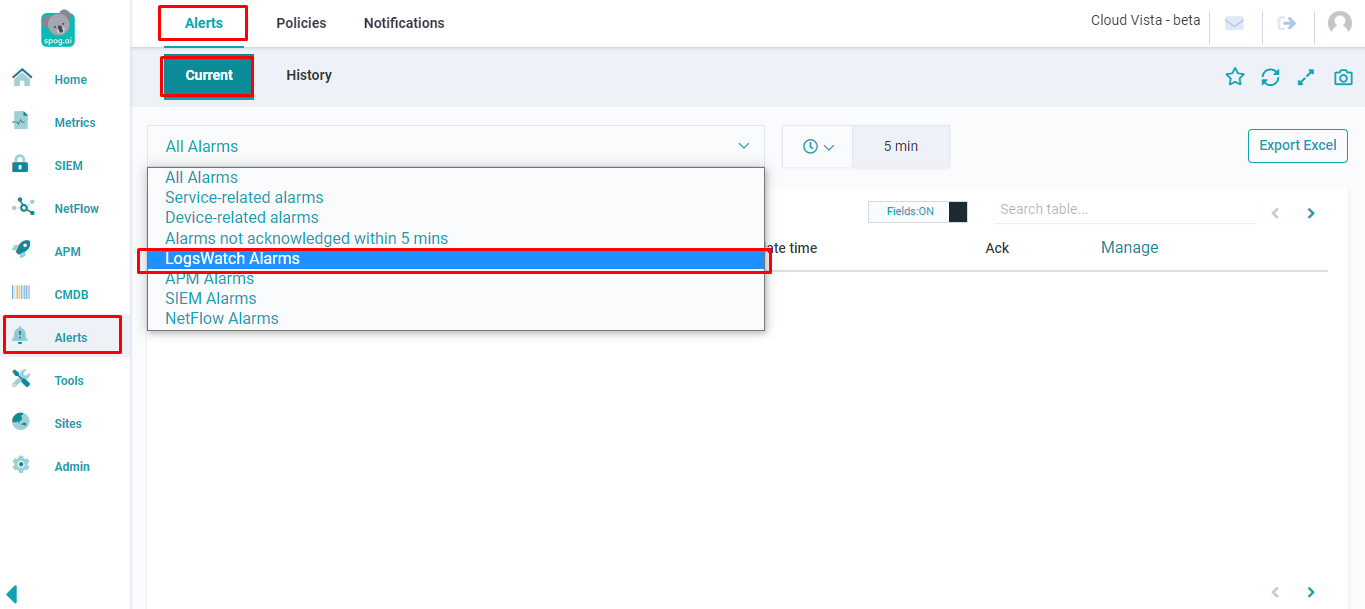 spog.ai
Home
Metrics
SIEM
NetFlow
APM
CMDB
Alerts
Tools
Sites
Admin
Alerts
Policies
Notifications
Cloud Vista - beta
Current
History
All Alarms
5 min
Export Excel
All Alarms
Service-related alarms
Device-related alarms
Alarms not acknowledged within 5 mins
LogsWatch Alarms
APM Alarms
SIEM Alarms
NetFlow Alarms
Fields:ON
Search table...
ate time
Ack
Manage